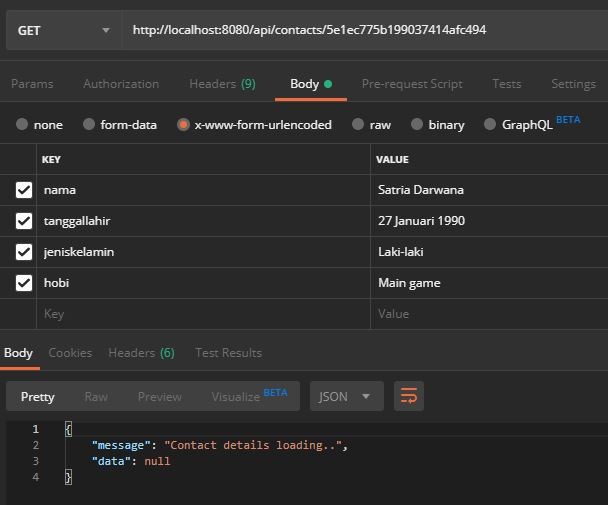 GET http://localhost:8080/api/contacts/5e1ec775b199037414afc494
Params Authorization Headers (9) Body Pre-request Script Tests Settings
none form-data x-www-form-urlencoded raw binary GraphQL BETA
KEY VALUE
nama Satria Darwana
tanggallahir 27 Januari 1990
jeniskelamin Laki-laki
hobi Main game
Key Value
Body Cookies Headers (6) Test Results
Pretty Raw Preview Visualize BETA JSON
1 {
2 "message": "Contact details loading..",
3 "data": null
4 }